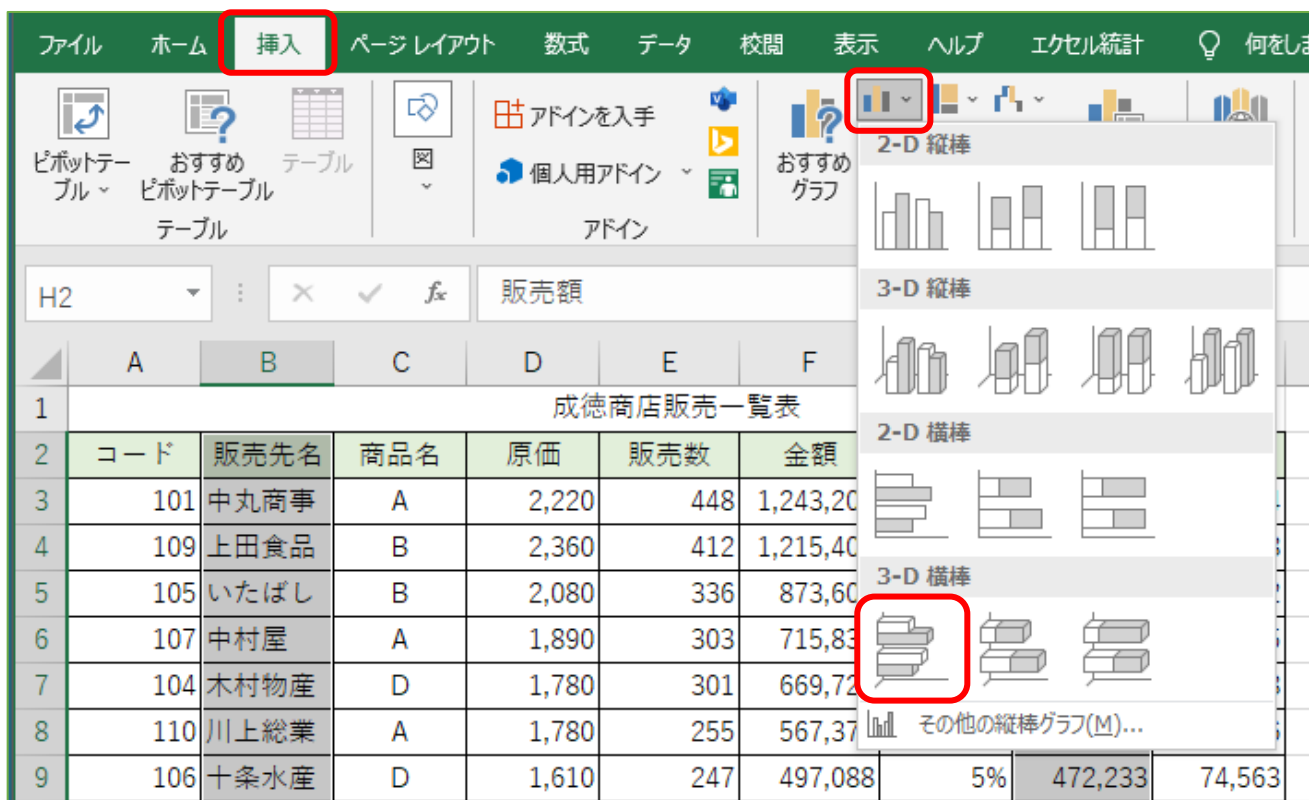 ファイル ホーム 挿入 ページ レイアウト 数式 データ 校閲 表示 ヘルプ エクセル統計 何をしま
ピボットテー
ブル
おすすめ
ピボットテーブル
テーブル
図
アドインを入手
個人用アドイン
おすすめ
グラフ
テーブル アドイン
H2 fx 販売額
2-D 縦棒
3-D 縦棒
2-D 横棒
3-D 横棒
その他の縦棒グラフ(M)...
A B C D E F
1 成徳商店販売一覧表
2 コード 販売先名 商品名 原価 販売数 金額
3 101 中丸商事 A 2,220 448 1,243,20
4 109 上田食品 B 2,360 412 1,215,40
5 105 いたばし B 2,080 336 873,60
6 107 中村屋 A 1,890 303 715,83
7 104 木村物産 D 1,780 301 669,72
8 110 川上総業 A 1,780 255 567,37
9 106 十条水産 D 1,610 247 497,088 5% 472,233 74,563